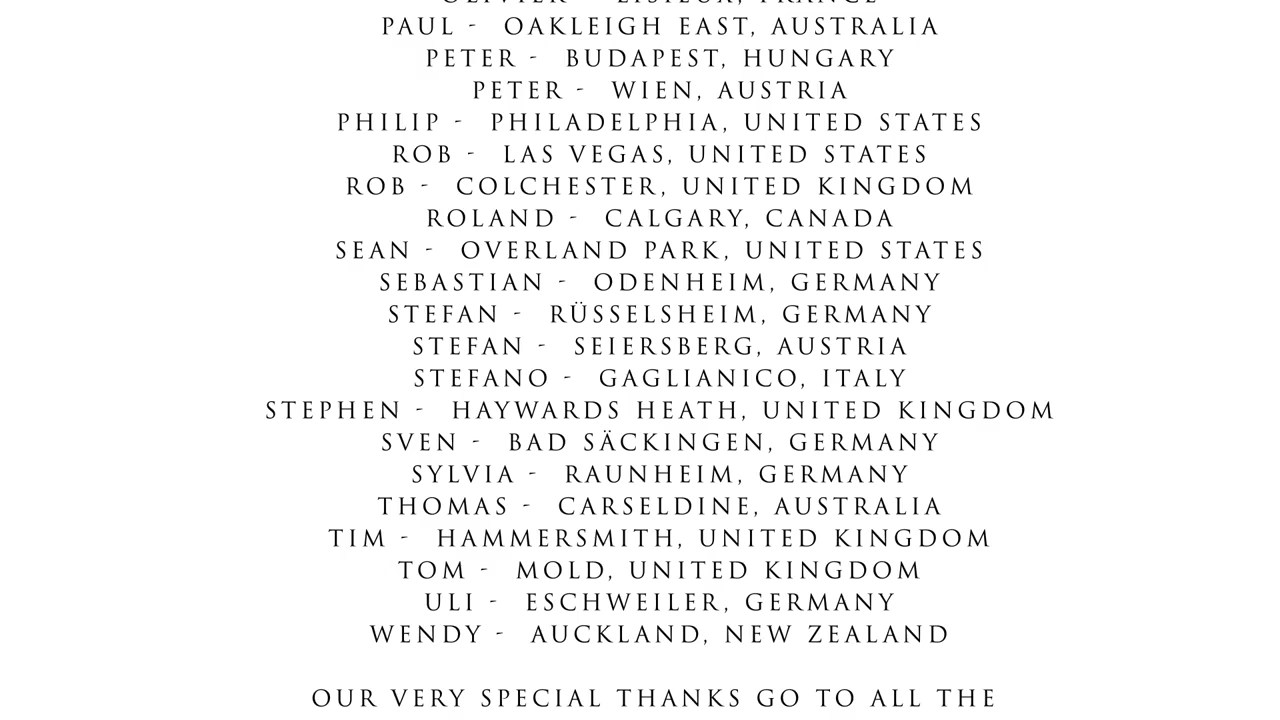 OLIVIER - LISIEUX, FRANCE
PAUL - OAKLEIGH EAST, AUSTRALIA
PETER - BUDAPEST, HUNGARY
PETER - WIEN, AUSTRIA
PHILIP - PHILADELPHIA, UNITED STATES
ROB - LAS VEGAS, UNITED STATES
ROB - COLCHESTER, UNITED KINGDOM
ROLAND - CALGARY, CANADA
SEAN - OVERLAND PARK, UNITED STATES
SEBASTIAN - ODENHEIM, GERMANY
STEFAN - RÜSSELSHEIM, GERMANY
STEFAN - SEIERSBERG, AUSTRIA
STEFANO - GAGLIANICO, ITALY
STEPHEN - HAYWARDS HEATH, UNITED KINGDOM
SVEN - BAD SÄCKINGEN, GERMANY
SYLVIA - RAUNHEIM, GERMANY
THOMAS - CARSELDINE, AUSTRALIA
TIM - HAMMERSMITH, UNITED KINGDOM
TOM - MOLD, UNITED KINGDOM
ULI - ESCHWEILER, GERMANY
WENDY - AUCKLAND, NEW ZEALAND
OUR VERY SPECIAL THANKS GO TO ALL THE